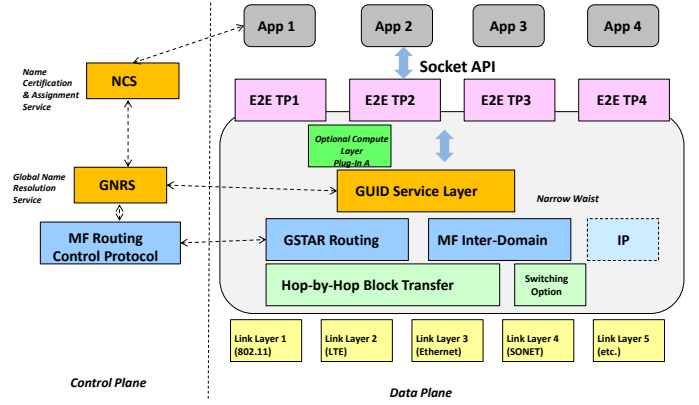 App 1
App 2
App 3
App 4
Socket API
Name
Certification
& Assignment
Service
NCS
E2E TP1
E2E TP2
E2E TP3
E2E TP4
Optional Compute
Layer
Plug-In A
Global Name
Resolution
Service
GNRS
GUID Service Layer
Narrow Waist
MF Routing
Control Protocol
GSTAR Routing
MF Inter-Domain
IP
Hop-by-Hop Block Transfer
Switching
Option
Link Layer 1
(802.11)
Link Layer 2
(LTE)
Link Layer 3
(Ethernet)
Link Layer 4
(SONET)
Link Layer 5
(etc.)
Control Plane
Data Plane